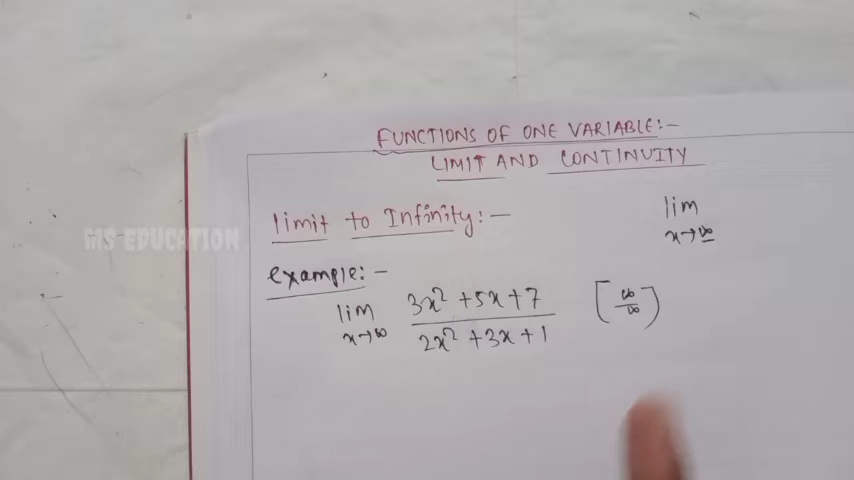 FUNCTIONS OF ONE VARIABLE:-
LIMIT AND CONTINUITY
limit to Infinity:-
lim
x→∞
MS EDUCATION
example:-
lim x→∞ (3x² + 5x + 7)/(2x² + 3x + 1) [∞/∞)